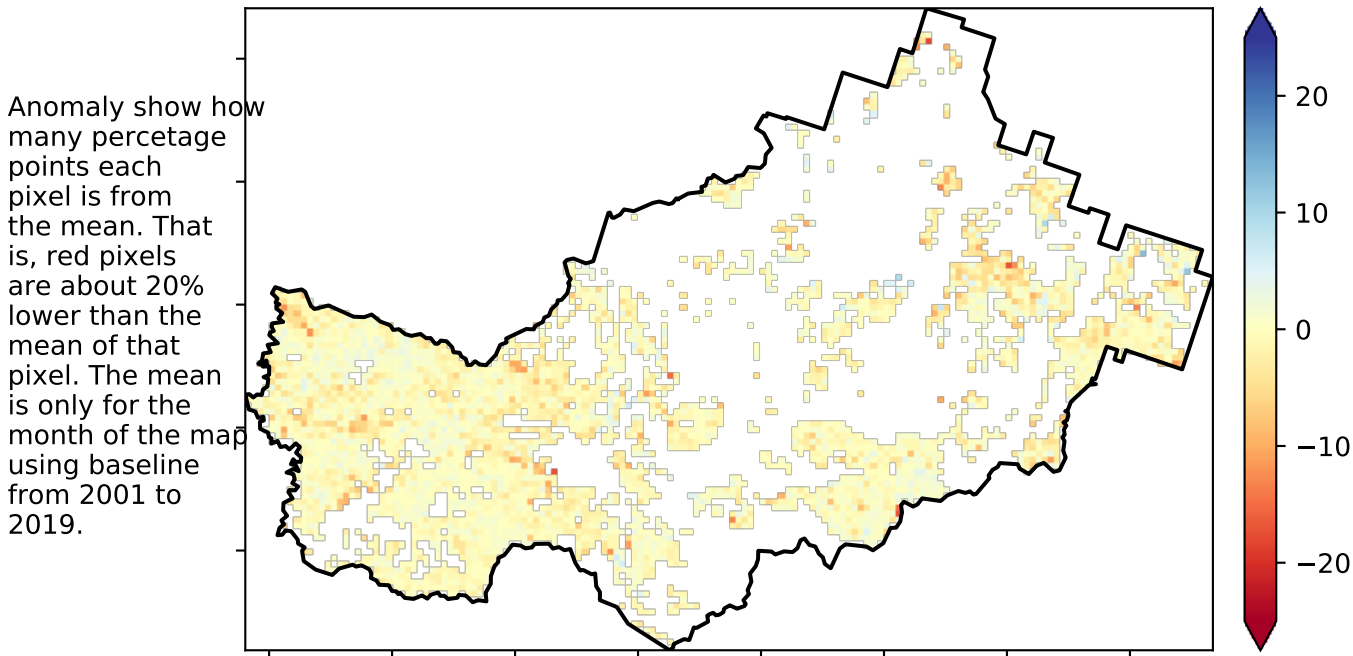 Anomaly show how
many percetage
points each
pixel is from
the mean. That
is, red pixels
are about 20%
lower than the
mean of that
pixel. The mean
is only for the
month of the map
using baseline
from 2001 to
2019.
20
10
0
−10
−20